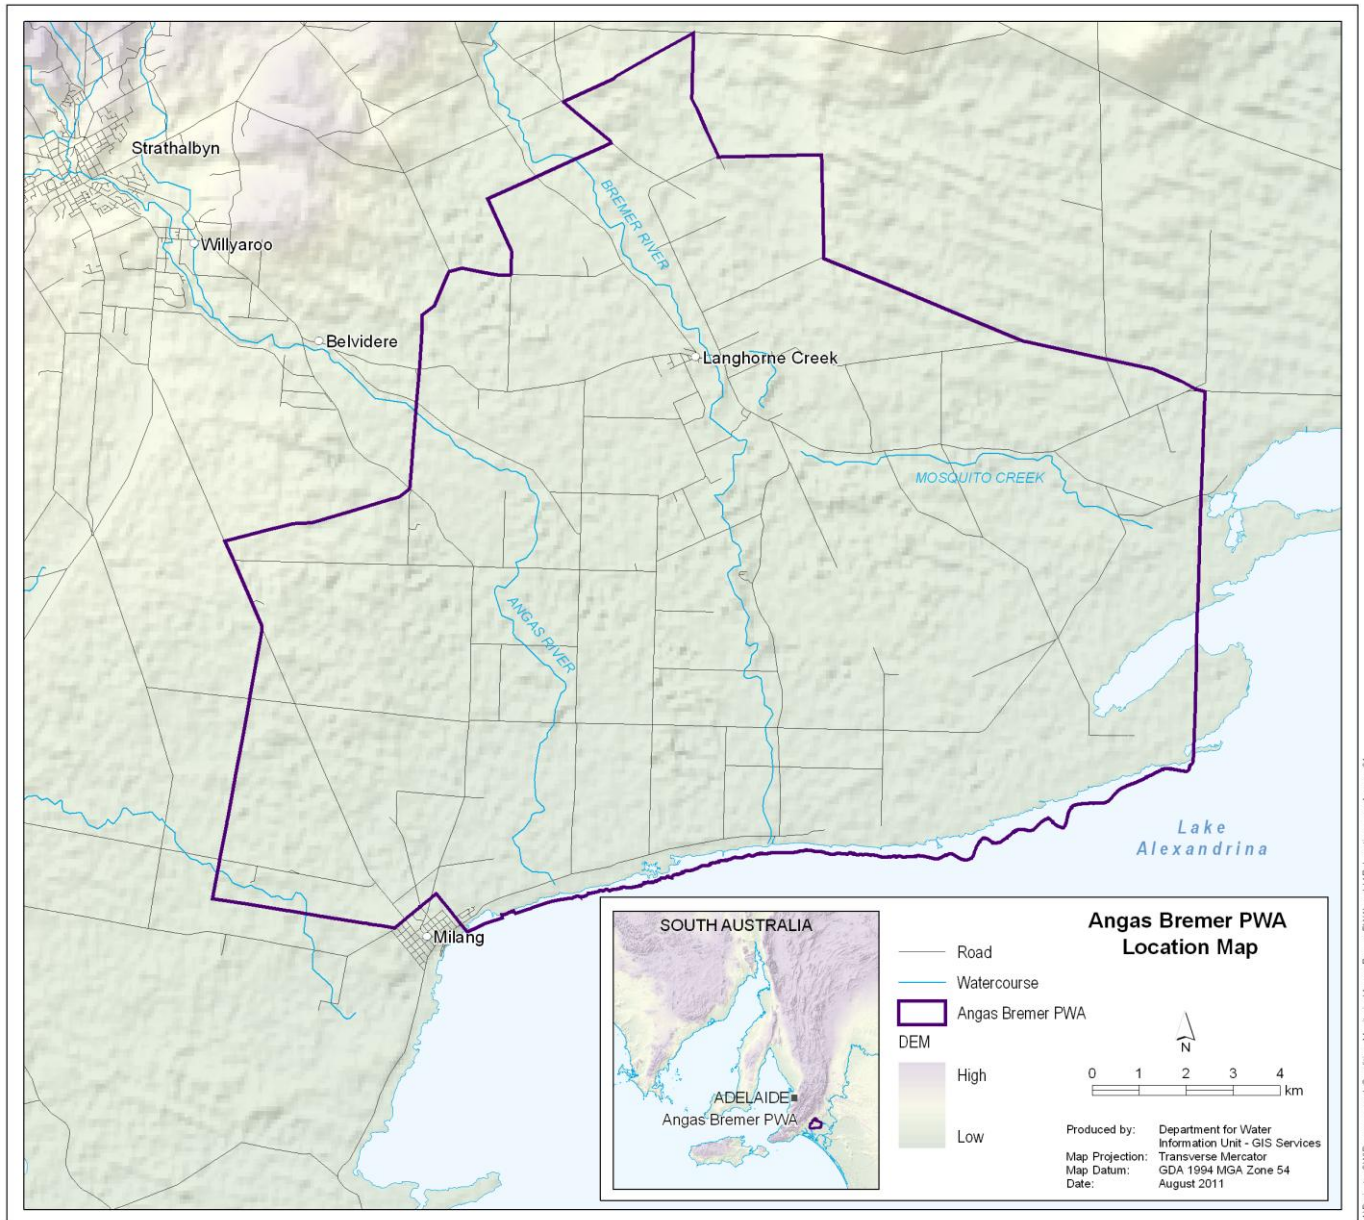 Strathalbyn
Willyaroo
Belvidere
BREMER RIVER
Langhorne Creek
MOSQUITO CREEK
ANGAS RIVER
Lake
Alexandrina
Milang
SOUTH AUSTRALIA
ADELAIDE
Angas Bremer PWA
Road
Watercourse
Angas Bremer PWA
DEM
High
Low
Angas Bremer PWA
Location Map
N
0 1 2 3 4
km
Produced by: Department for Water
Information Unit - GIS Services
Map Projection: Transverse Mercator
Map Datum: GDA 1994 MGA Zone 54
Date: August 2011